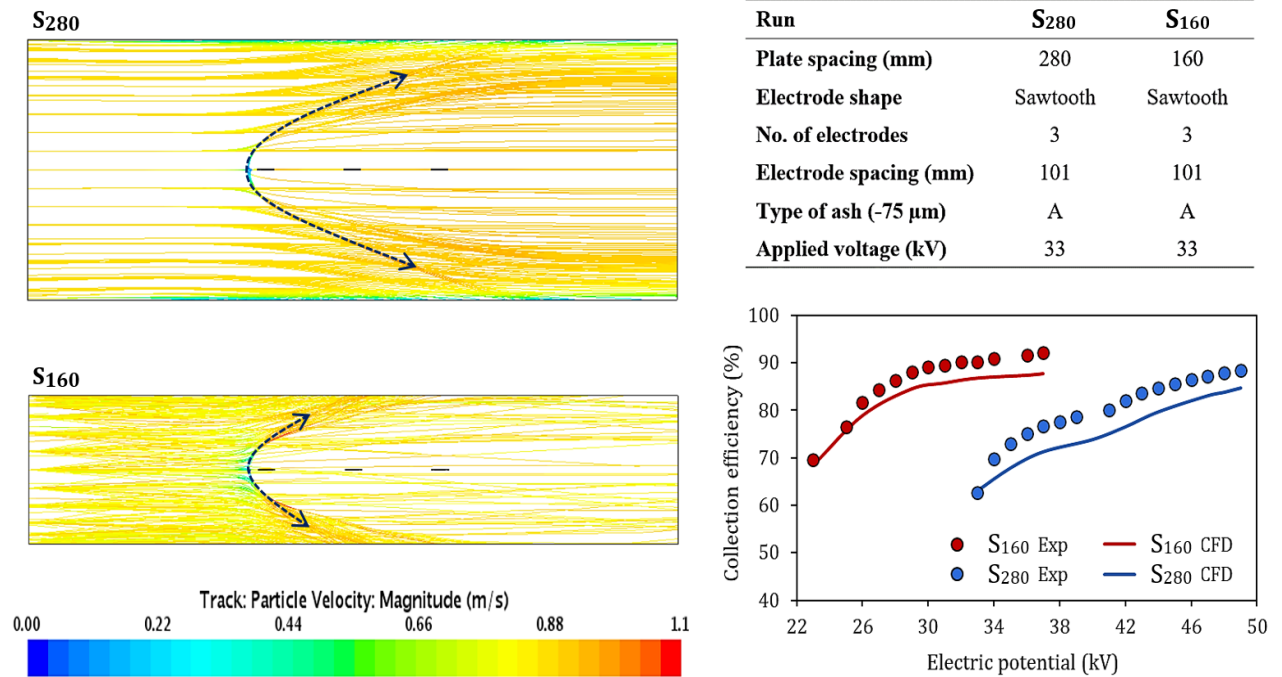 S280
S160
Track: Particle Velocity: Magnitude (m/s)
0.00 0.22 0.44 0.66 0.88 1.1
Run S280 S160
Plate spacing (mm) 280 160
Electrode shape Sawtooth Sawtooth
No. of electrodes 3 3
Electrode spacing (mm) 101 101
Type of ash (-75 μm) A A
Applied voltage (kV) 33 33
Collection efficiency (%)
100
90
80
70
60
50
40
S160 Exp S160 CFD
S280 Exp S280 CFD
22 26 30 34 38 42 46 50
Electric potential (kV)